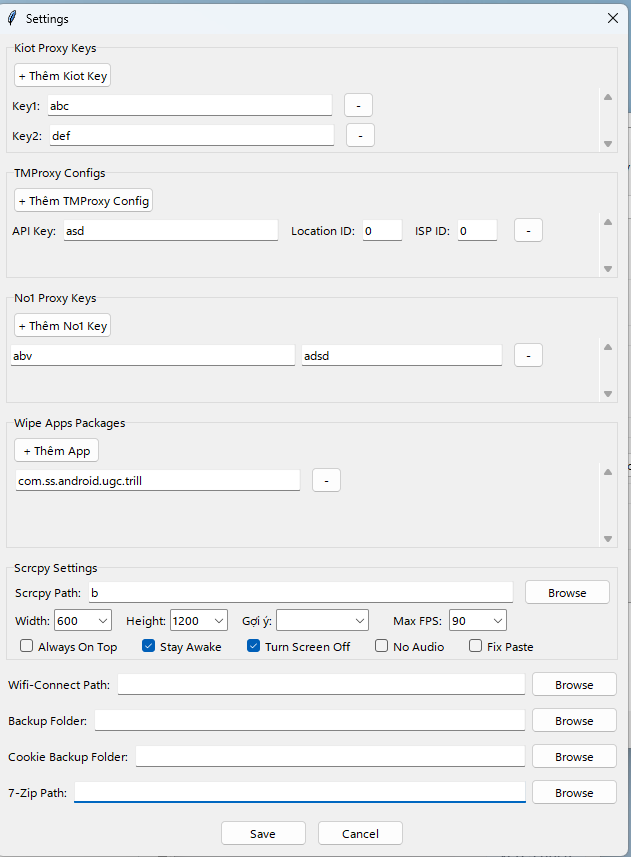 Settings
Kiot Proxy Keys
+ Thêm Kiot Key
Key1: abc -
Key2: def -
TMProxy Configs
+ Thêm TMProxy Config
API Key: asd Location ID: 0 ISP ID: 0 -
No1 Proxy Keys
+ Thêm No1 Key
abv adsd -
Wipe Apps Packages
+ Thêm App
com.ss.android.ugc.trill -
Scrcpy Settings
Scrcpy Path: b Browse
Width: 600 Height: 1200 Gợi ý: Max FPS: 90
Always On Top Stay Awake Turn Screen Off No Audio Fix Paste
Wifi-Connect Path: Browse
Backup Folder: Browse
Cookie Backup Folder: Browse
7-Zip Path: Browse
Save Cancel